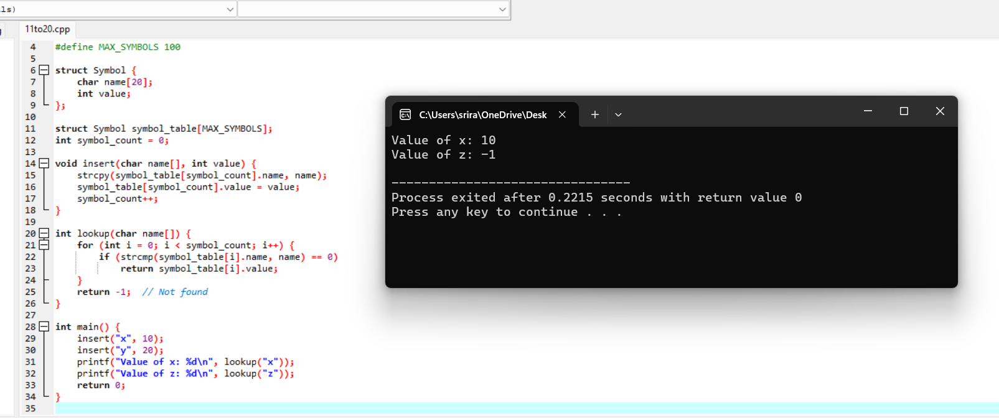 ls)
11to20.cpp
4 #define MAX_SYMBOLS 100
5
6 struct Symbol {
7     char name[20];
8     int value;
9 };
10
11 struct Symbol symbol_table[MAX_SYMBOLS];
12 int symbol_count = 0;
13
14 void insert(char name[], int value) {
15     strcpy(symbol_table[symbol_count].name, name);
16     symbol_table[symbol_count].value = value;
17     symbol_count++;
18 }
19
20 int lookup(char name[]) {
21     for (int i = 0; i < symbol_count; i++) {
22         if (strcmp(symbol_table[i].name, name) == 0)
23             return symbol_table[i].value;
24     }
25     return -1;  // Not found
26 }
27
28 int main() {
29     insert("x", 10);
30     insert("y", 20);
31     printf("Value of x: %d\n", lookup("x"));
32     printf("Value of z: %d\n", lookup("z"));
33     return 0;
34 }
35
C:\Users\srira\OneDrive\Desk
Value of x: 10
Value of z: -1
--------------------------------
Process exited after 0.2215 seconds with return value 0
Press any key to continue . . .